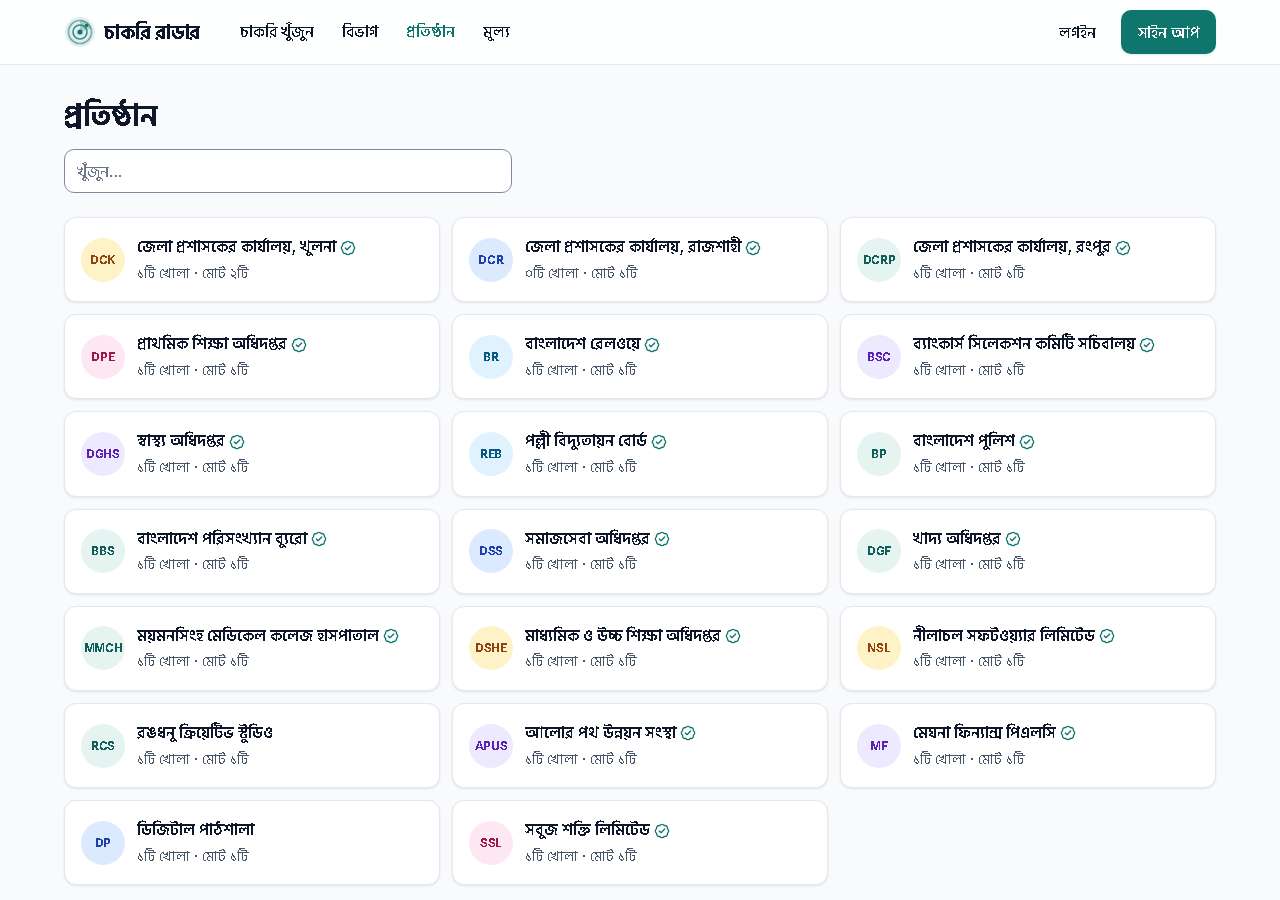 চাকরি রাডার
চাকরি খুঁজুন
বিভাগ
প্রতিষ্ঠান
মূল্য
লগইন
সাইন আপ
প্রতিষ্ঠান
খুঁজুন...
DCK
জেলা প্রশাসকের কার্যালয়, খুলনা
১টি খোলা · মোট ২টি
DCR
জেলা প্রশাসকের কার্যালয়, রাজশাহী
০টি খোলা · মোট ১টি
DCRP
জেলা প্রশাসকের কার্যালয়, রংপুর
১টি খোলা · মোট ১টি
DPE
প্রাথমিক শিক্ষা অধিদপ্তর
১টি খোলা · মোট ১টি
BR
বাংলাদেশ রেলওয়ে
১টি খোলা · মোট ১টি
BSC
ব্যাংকার্স সিলেকশন কমিটি সচিবালয়
১টি খোলা · মোট ১টি
DGHS
স্বাস্থ্য অধিদপ্তর
১টি খোলা · মোট ১টি
REB
পল্লী বিদ্যুতায়ন বোর্ড
১টি খোলা · মোট ১টি
BP
বাংলাদেশ পুলিশ
১টি খোলা · মোট ১টি
BBS
বাংলাদেশ পরিসংখ্যান ব্যুরো
১টি খোলা · মোট ১টি
DSS
সমাজসেবা অধিদপ্তর
১টি খোলা · মোট ১টি
DGF
খাদ্য অধিদপ্তর
১টি খোলা · মোট ১টি
MMCH
ময়মনসিংহ মেডিকেল কলেজ হাসপাতাল
১টি খোলা · মোট ১টি
DSHE
মাধ্যমিক ও উচ্চ শিক্ষা অধিদপ্তর
১টি খোলা · মোট ১টি
NSL
নীলাচল সফটওয়্যার লিমিটেড
১টি খোলা · মোট ১টি
RCS
রঙধনু ক্রিয়েটিভ স্টুডিও
১টি খোলা · মোট ১টি
APUS
আলোর পথ উন্নয়ন সংস্থা
১টি খোলা · মোট ১টি
MF
মেঘনা ফিন্যান্স পিএলসি
১টি খোলা · মোট ১টি
DP
ডিজিটাল পাঠশালা
১টি খোলা · মোট ১টি
SSL
সবুজ শক্তি লিমিটেড
১টি খোলা · মোট ১টি